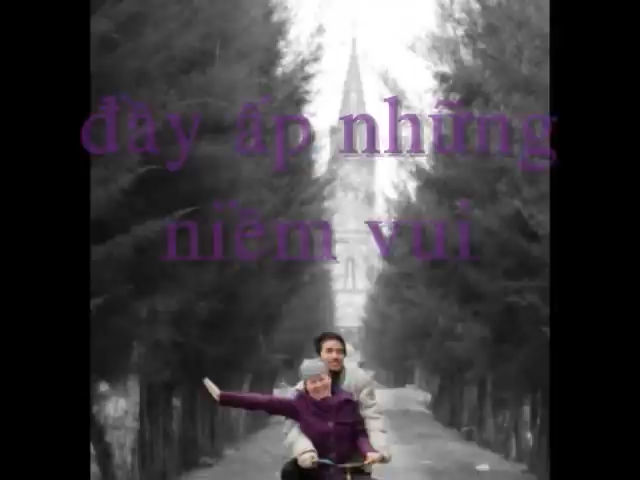 đầy ắp những
niềm vui